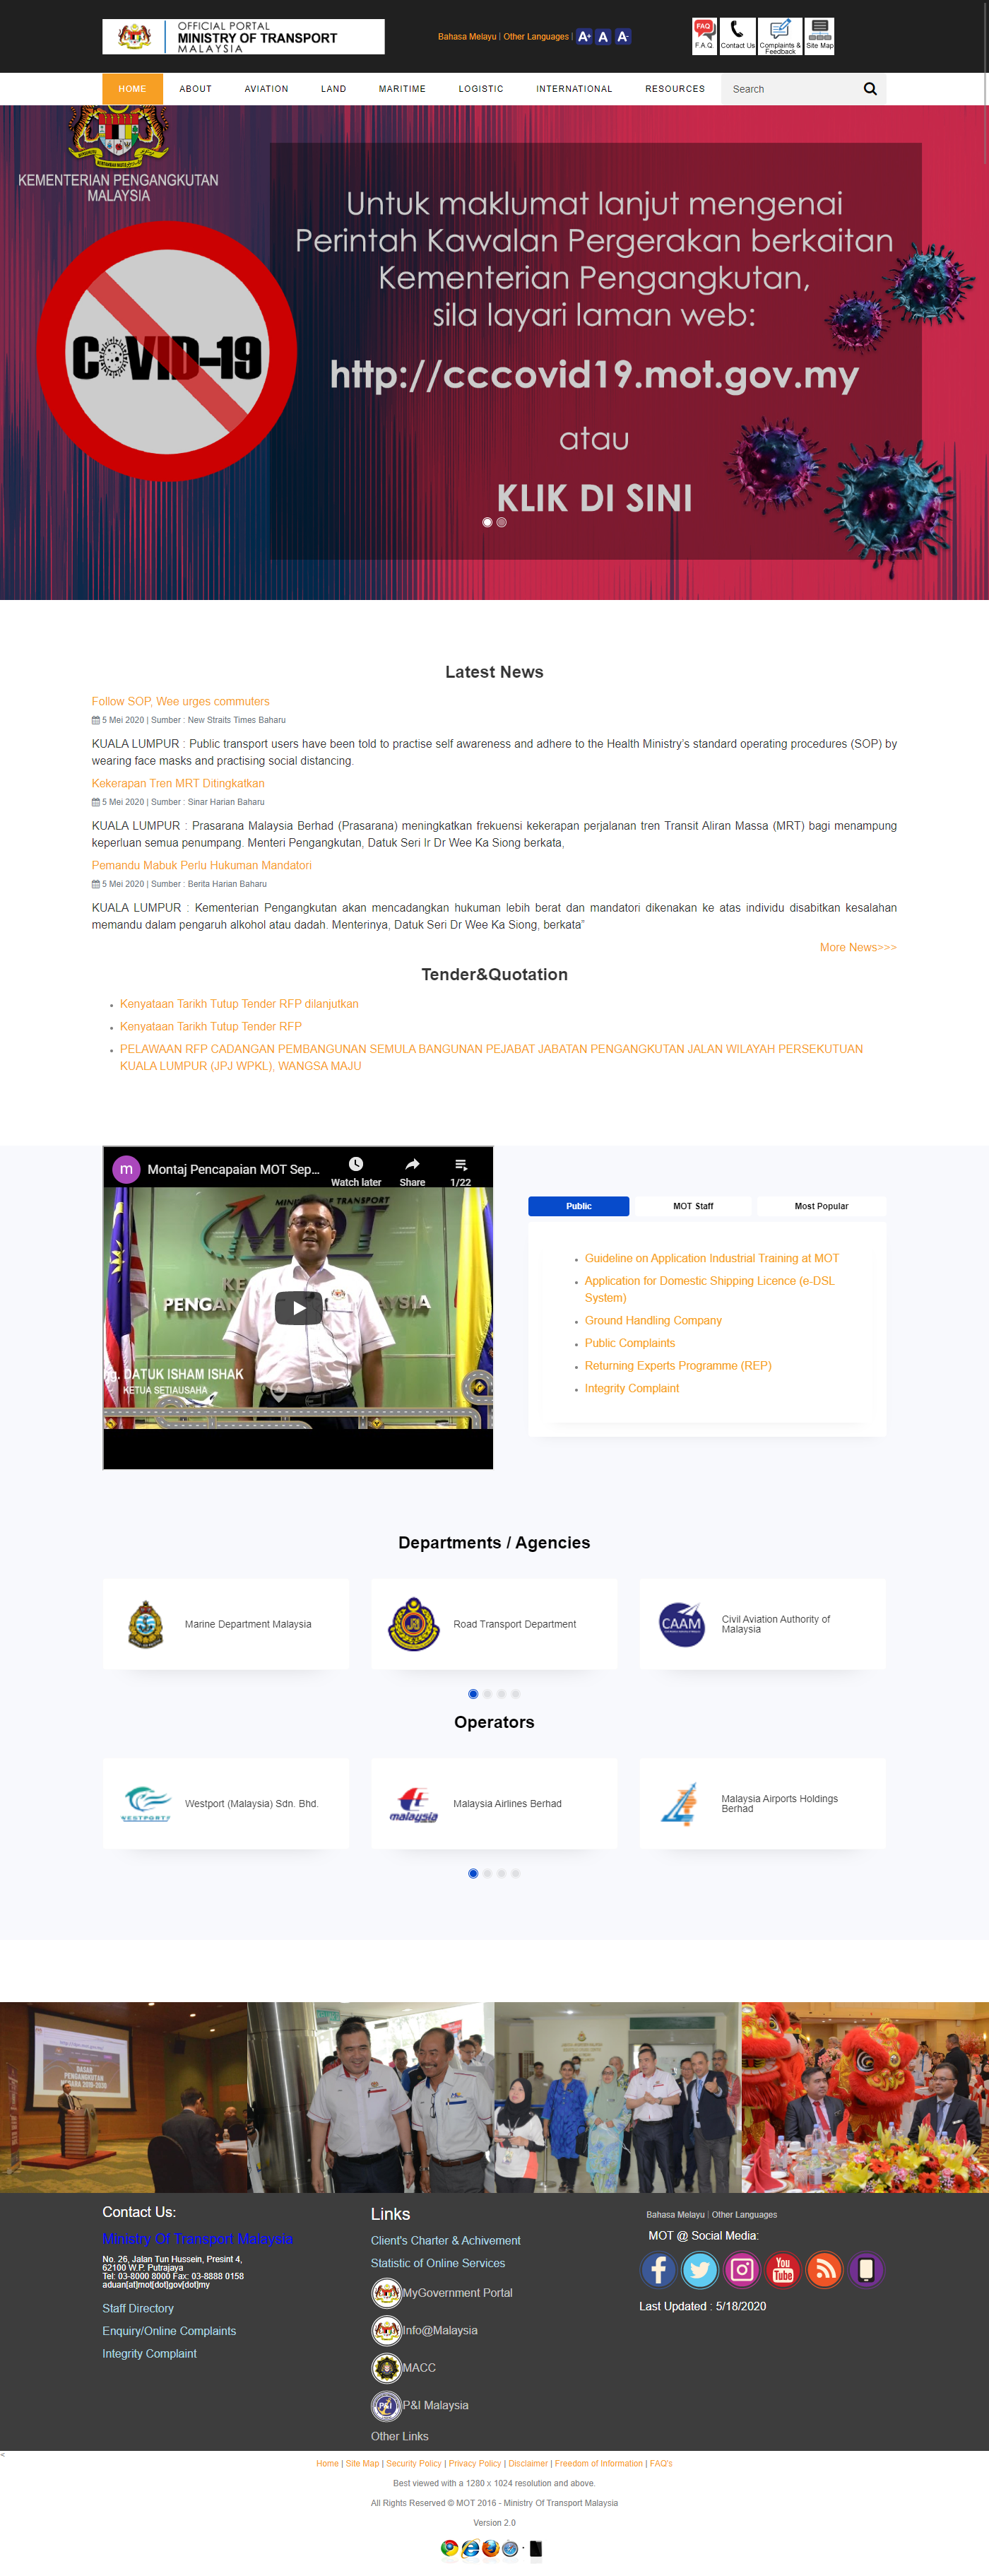 OFFICIAL PORTAL
MINISTRY OF TRANSPORT
MALAYSIA
Bahasa Melayu | Other Languages | A+ A A-
FAQ
F.A.Q.
Contact Us
Complaints &
Feedback
Site Map
HOME ABOUT AVIATION LAND MARITIME LOGISTIC INTERNATIONAL RESOURCES Search
KEMENTERIAN PENGANGKUTAN
MALAYSIA
COVID-19
Untuk maklumat lanjut mengenai
Perintah Kawalan Pergerakan berkaitan
Kementerian Pengangkutan,
sila layari laman web:
http://cccovid19.mot.gov.my
atau
KLIK DI SINI
Latest News
Follow SOP, Wee urges commuters
5 Mei 2020 | Sumber : New Straits Times Baharu
KUALA LUMPUR : Public transport users have been told to practise self awareness and adhere to the Health Ministry's standard operating procedures (SOP) by
wearing face masks and practising social distancing.
Kekerapan Tren MRT Ditingkatkan
5 Mei 2020 | Sumber : Sinar Harian Baharu
KUALA LUMPUR : Prasarana Malaysia Berhad (Prasarana) meningkatkan frekuensi kekerapan perjalanan tren Transit Aliran Massa (MRT) bagi menampung
keperluan semua penumpang. Menteri Pengangkutan, Datuk Seri Ir Dr Wee Ka Siong berkata,
Pemandu Mabuk Perlu Hukuman Mandatori
5 Mei 2020 | Sumber : Berita Harian Baharu
KUALA LUMPUR : Kementerian Pengangkutan akan mencadangkan hukuman lebih berat dan mandatori dikenakan ke atas individu disabitkan kesalahan
memandu dalam pengaruh alkohol atau dadah. Menterinya, Datuk Seri Dr Wee Ka Siong, berkata"
More News>>>
Tender&Quotation
Kenyataan Tarikh Tutup Tender RFP dilanjutkan
Kenyataan Tarikh Tutup Tender RFP
PELAWAAN RFP CADANGAN PEMBANGUNAN SEMULA BANGUNAN PEJABAT JABATAN PENGANGKUTAN JALAN WILAYAH PERSEKUTUAN
KUALA LUMPUR (JPJ WPKL), WANGSA MAJU
m Montaj Pencapaian MOT Sep...
Watch later Share 1/22
MINISTRY OF TRANSPORT
MOT
DATUK ISHAM ISHAK
KETUA SETIAUSAHA
Public MOT Staff Most Popular
Guideline on Application Industrial Training at MOT
Application for Domestic Shipping Licence (e-DSL
System)
Ground Handling Company
Public Complaints
Returning Experts Programme (REP)
Integrity Complaint
Departments / Agencies
Marine Department Malaysia
Road Transport Department
CAAM
Civil Aviation Authority of
Malaysia
Operators
WESTPORTS
Westport (Malaysia) Sdn. Bhd.
malaysia
Malaysia Airlines Berhad
Malaysia Airports Holdings
Berhad
DASAR
PENGANGKUTAN
NEGARA 2019-2030
Contact Us:
Ministry Of Transport Malaysia
No. 26, Jalan Tun Hussein, Presint 4,
62100 W.P. Putrajaya
Tel: 03-8000 8000 Fax: 03-8888 0158
aduan[at]mot[dot]gov[dot]my
Staff Directory
Enquiry/Online Complaints
Integrity Complaint
Links
Client's Charter & Achivement
Statistic of Online Services
MyGovernment Portal
Info@Malaysia
MACC
P&I Malaysia
Other Links
Bahasa Melayu | Other Languages
MOT @ Social Media:
You
Tube
Last Updated : 5/18/2020
<
Home | Site Map | Security Policy | Privacy Policy | Disclaimer | Freedom of Information | FAQ's
Best viewed with a 1280 x 1024 resolution and above.
All Rights Reserved © MOT 2016 - Ministry Of Transport Malaysia
Version 2.0